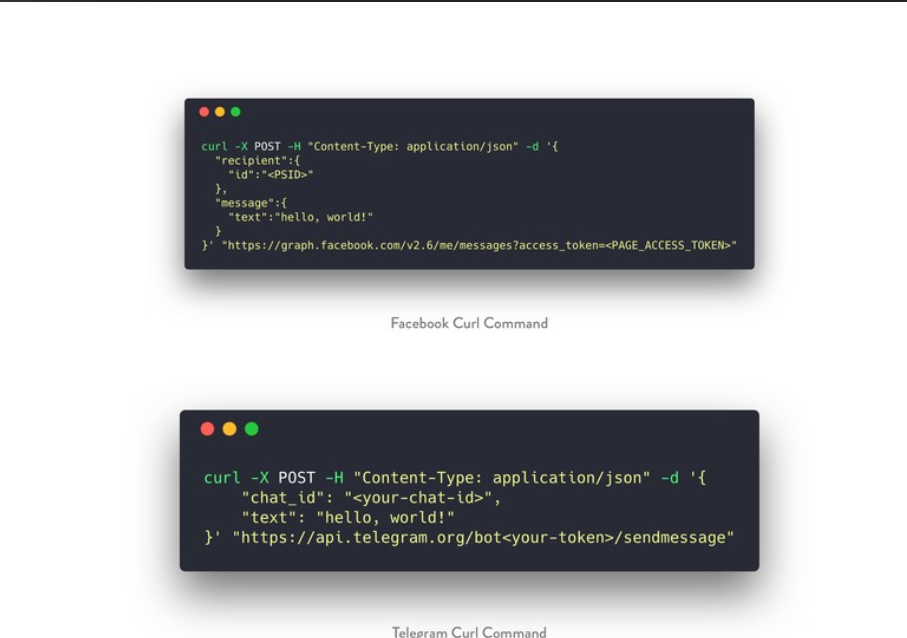 curl -X POST -H "Content-Type: application/json" -d '{
  "recipient":{
    "id":"<PSID>"
  },
  "message":{
    "text":"hello, world!"
  }
}' "https://graph.facebook.com/v2.6/me/messages?access_token=<PAGE_ACCESS_TOKEN>"
Facebook Curl Command
curl -X POST -H "Content-Type: application/json" -d '{
    "chat_id": "<your-chat-id>",
    "text": "hello, world!"
}' "https://api.telegram.org/bot<your-token>/sendmessage"
Telegram Curl Command